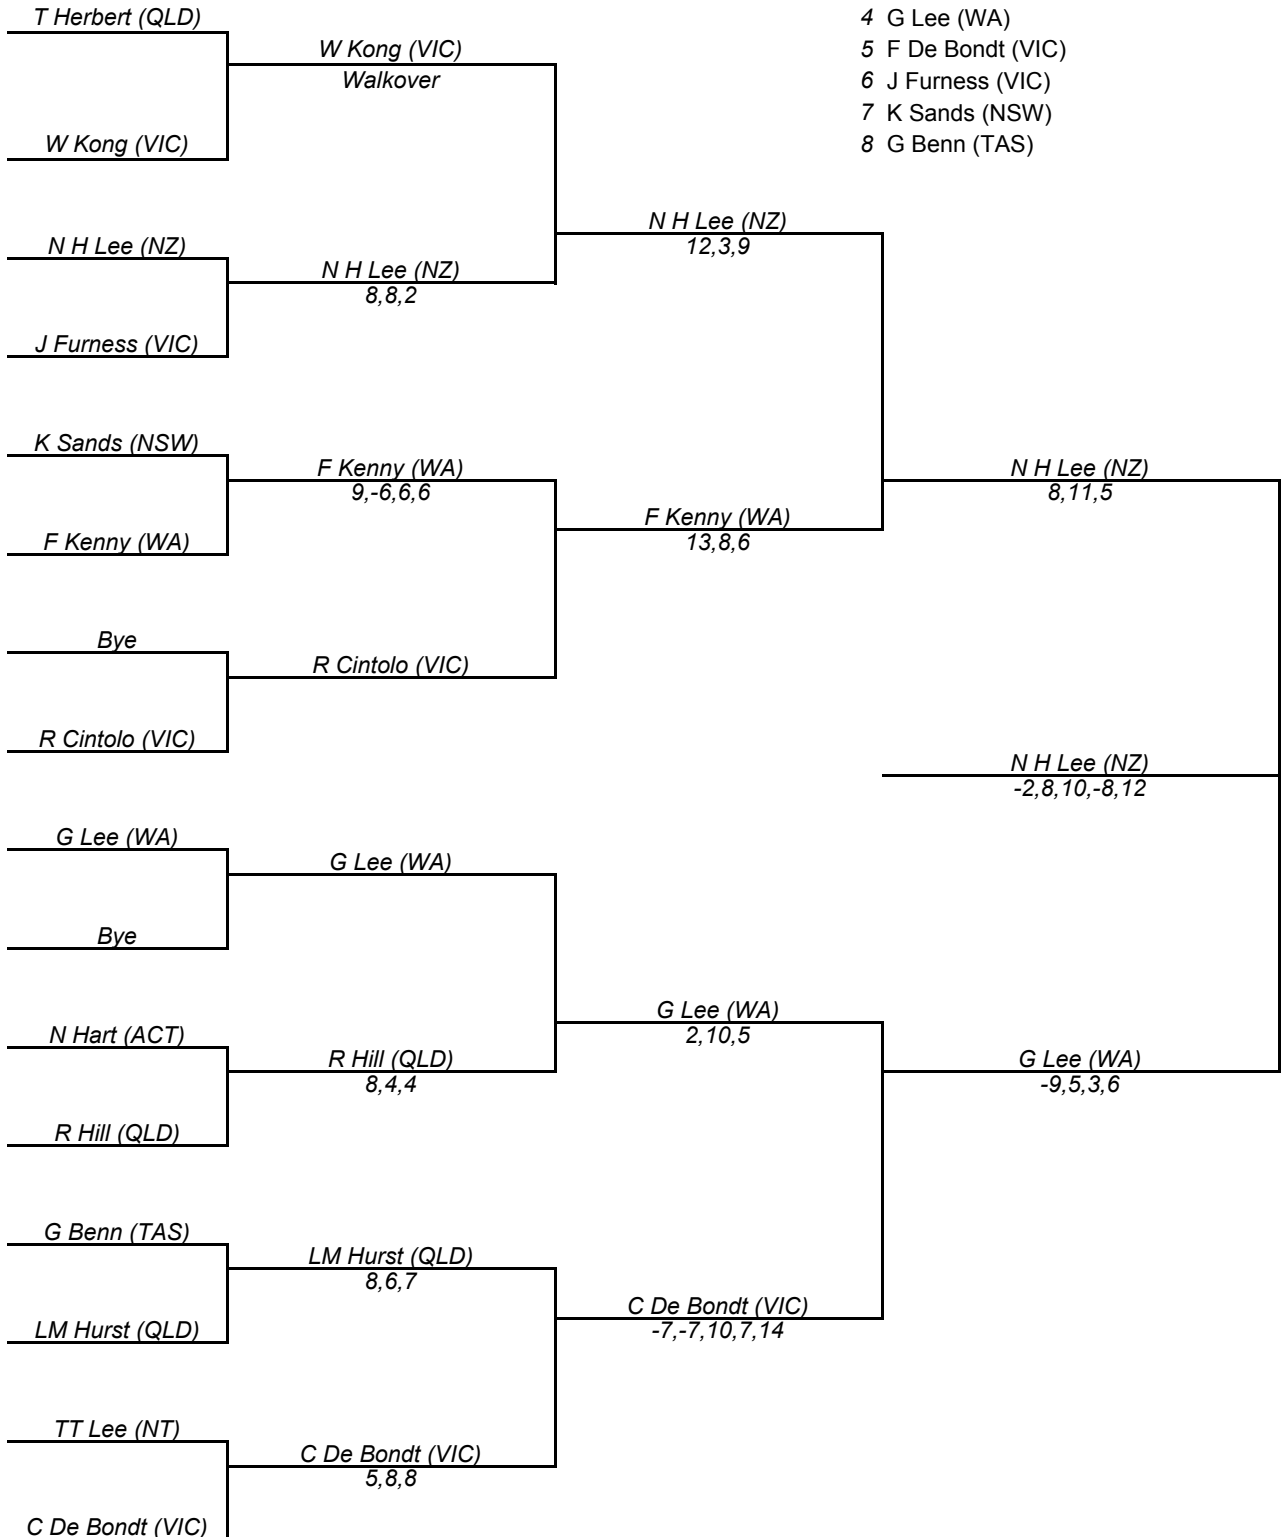 T Herbert (QLD)
W Kong (VIC)
Walkover
W Kong (VIC)
N H Lee (NZ)
N H Lee (NZ)
8,8,2
J Furness (VIC)
N H Lee (NZ)
12,3,9
K Sands (NSW)
F Kenny (WA)
9,-6,6,6
F Kenny (WA)
F Kenny (WA)
13,8,6
Bye
R Cintolo (VIC)
R Cintolo (VIC)
N H Lee (NZ)
8,11,5
N H Lee (NZ)
-2,8,10,-8,12
G Lee (WA)
G Lee (WA)
Bye
N Hart (ACT)
R Hill (QLD)
8,4,4
R Hill (QLD)
G Lee (WA)
2,10,5
G Lee (WA)
-9,5,3,6
G Benn (TAS)
LM Hurst (QLD)
8,6,7
LM Hurst (QLD)
C De Bondt (VIC)
-7,-7,10,7,14
TT Lee (NT)
C De Bondt (VIC)
5,8,8
C De Bondt (VIC)
4 G Lee (WA)
5 F De Bondt (VIC)
6 J Furness (VIC)
7 K Sands (NSW)
8 G Benn (TAS)